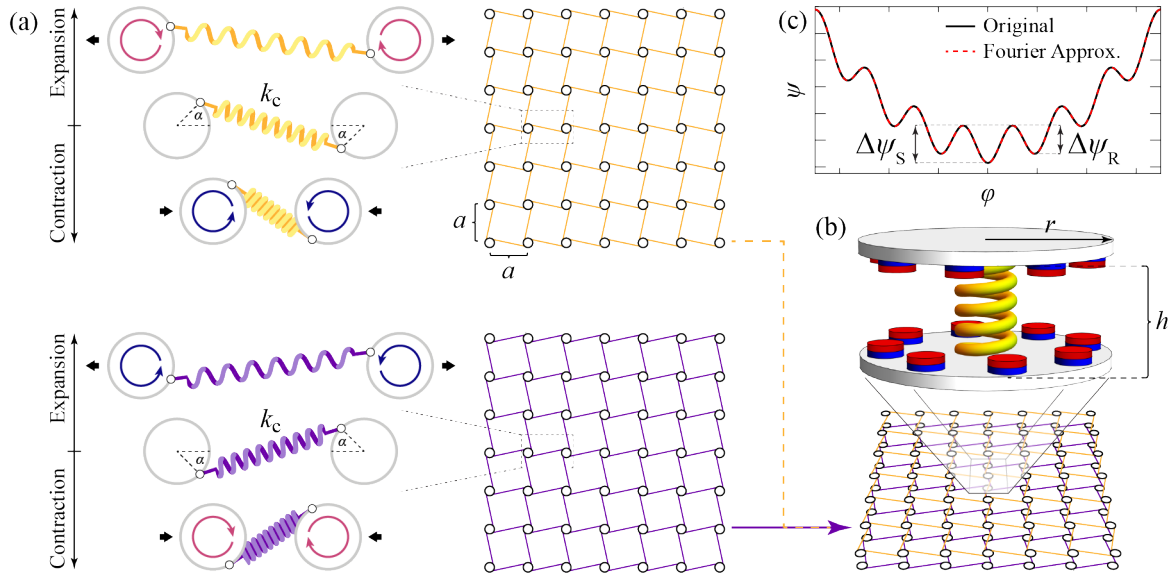 (a)
Expansion
Contraction
k_c
α
α
a
a
Expansion
Contraction
k_c
α
α
(c)
Original
Fourier Approx.
ψ
Δψ_S
Δψ_R
φ
(b)
r
h